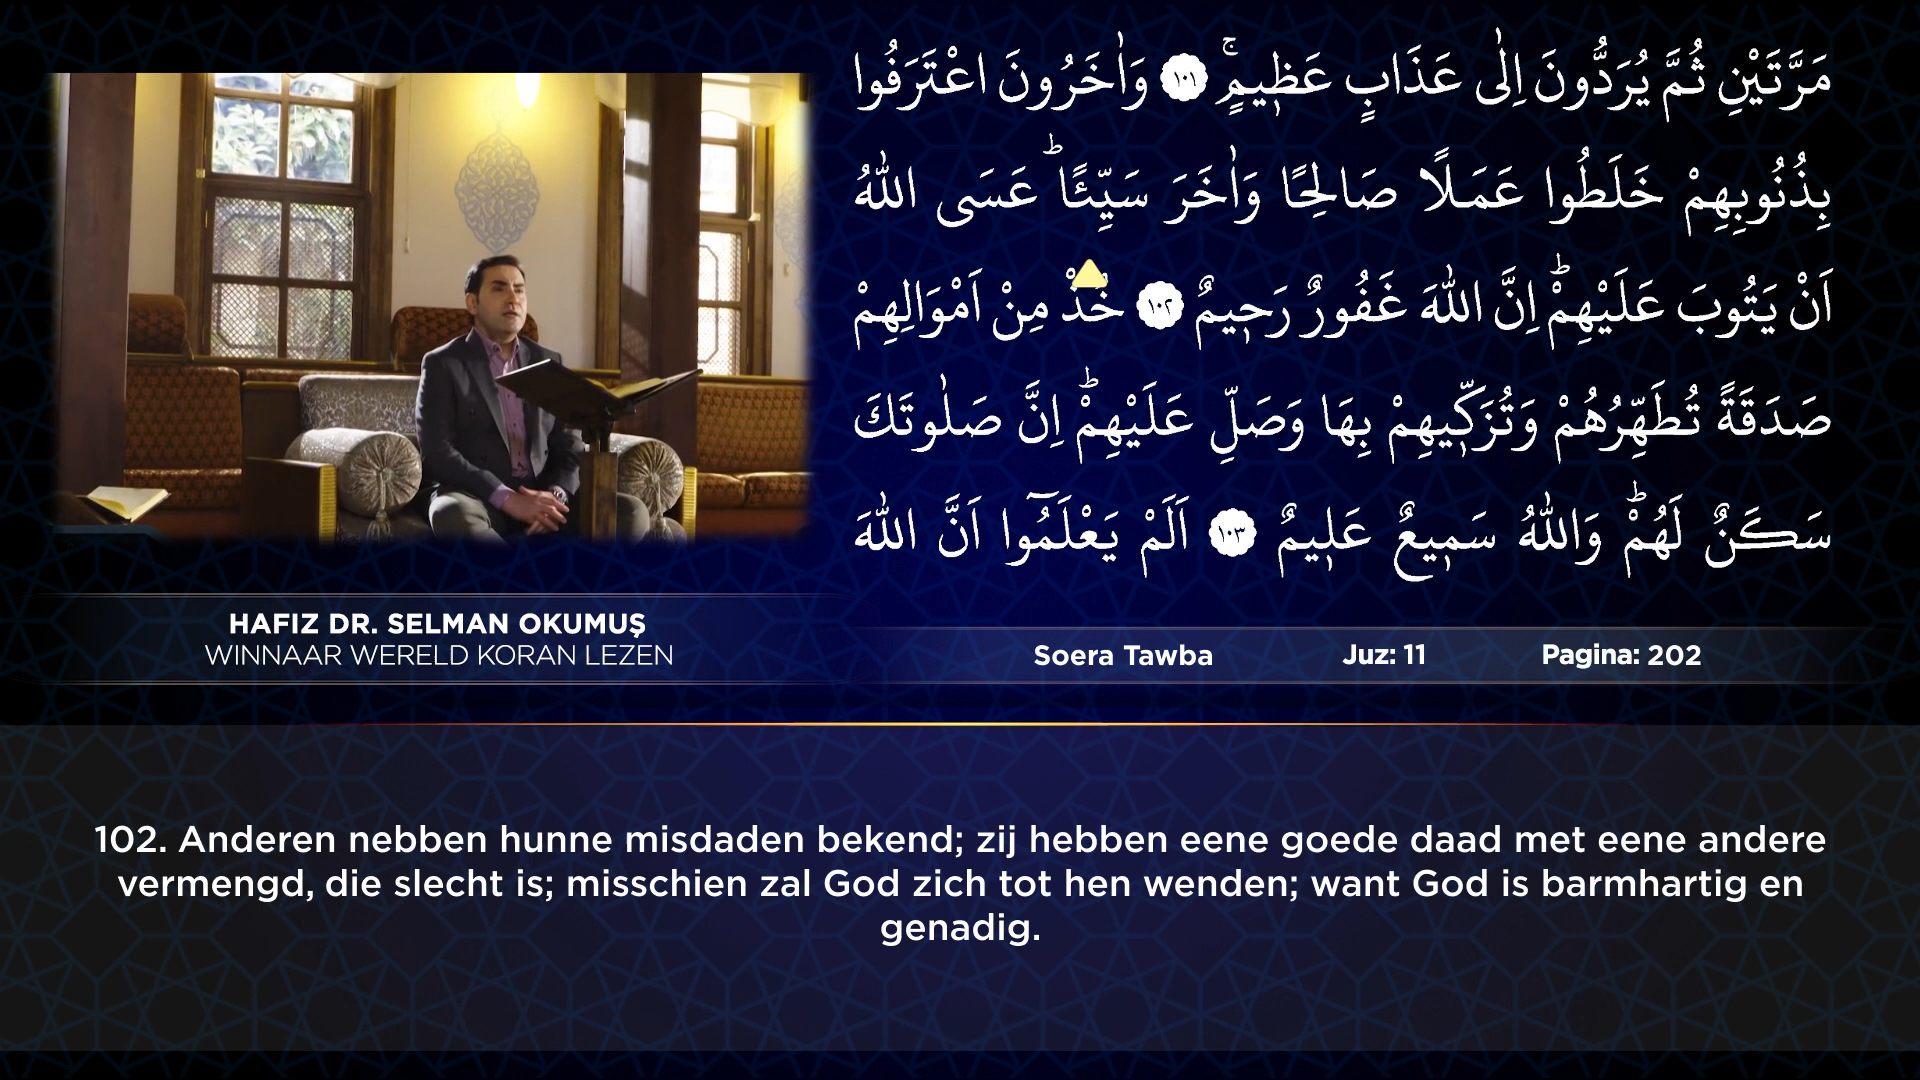 مَرَّتَيْنِ ثُمَّ يُرَدُّونَ اِلٰى عَذَابٍ عَظ۪يمٍۚ ﴿١٠١﴾ وَاٰخَرُونَ اعْتَرَفُوا
بِذُنُوبِهِمْ خَلَطُوا عَمَلًا صَالِحًا وَاٰخَرَ سَيِّئًاۜ عَسَى اللّٰهُ
اَنْ يَتُوبَ عَلَيْهِمْۜ اِنَّ اللّٰهَ غَفُورٌ رَح۪يمٌ ﴿١٠٢﴾ خُذْ مِنْ اَمْوَالِهِمْ
صَدَقَةً تُطَهِّرُهُمْ وَتُزَكّ۪يهِمْ بِهَا وَصَلِّ عَلَيْهِمْۜ اِنَّ صَلٰوتَكَ
سَكَنٌ لَهُمْۜ وَاللّٰهُ سَم۪يعٌ عَل۪يمٌ ﴿١٠٣﴾ اَلَمْ يَعْلَمُٓوا اَنَّ اللّٰهَ
HAFIZ DR. SELMAN OKUMUŞ
WINNAAR WERELD KORAN LEZEN
Soera Tawba Juz: 11 Pagina: 202
102. Anderen nebben hunne misdaden bekend; zij hebben eene goede daad met eene andere
vermengd, die slecht is; misschien zal God zich tot hen wenden; want God is barmhartig en
genadig.